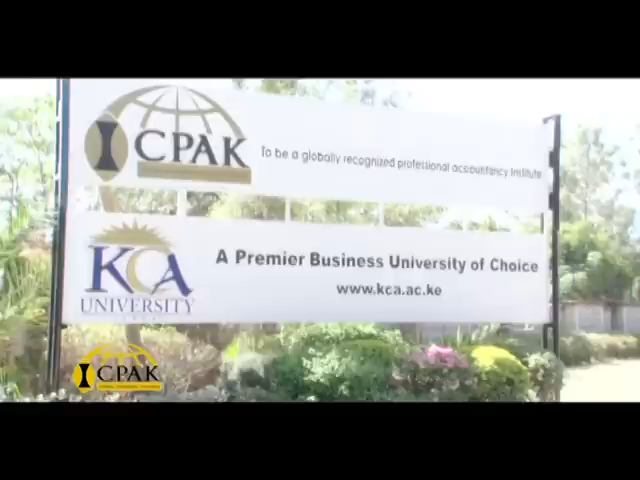 ICPAK
To be a globally recognized professional accountancy Institute
KCA
UNIVERSITY
A Premier Business University of Choice
www.kca.ac.ke
ICPAK